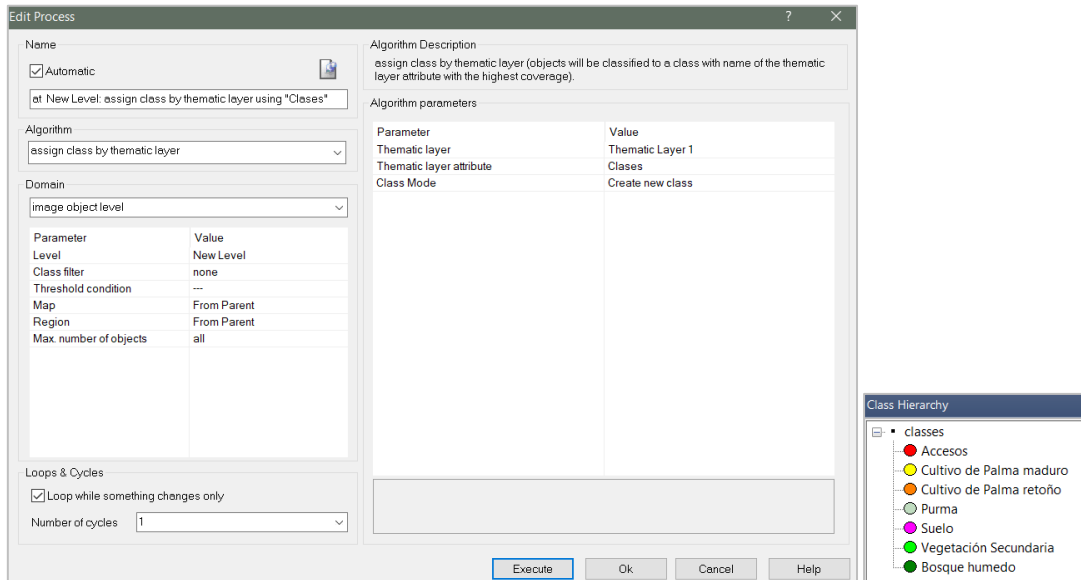 Edit Process
? ×
Name
Automatic
at New Level: assign class by thematic layer using "Clases"
Algorithm
assign class by thematic layer
Domain
image object level
Parameter Value
Level New Level
Class filter none
Threshold condition ---
Map From Parent
Region From Parent
Max. number of objects all
Loops & Cycles
Loop while something changes only
Number of cycles 1
Algorithm Description
assign class by thematic layer (objects will be classified to a class with name of the thematic
layer attribute with the highest coverage).
Algorithm parameters
Parameter Value
Thematic layer Thematic Layer 1
Thematic layer attribute Clases
Class Mode Create new class
Execute Ok Cancel Help
Class Hierarchy
classes
Accesos
Cultivo de Palma maduro
Cultivo de Palma retoño
Purma
Suelo
Vegetación Secundaria
Bosque humedo